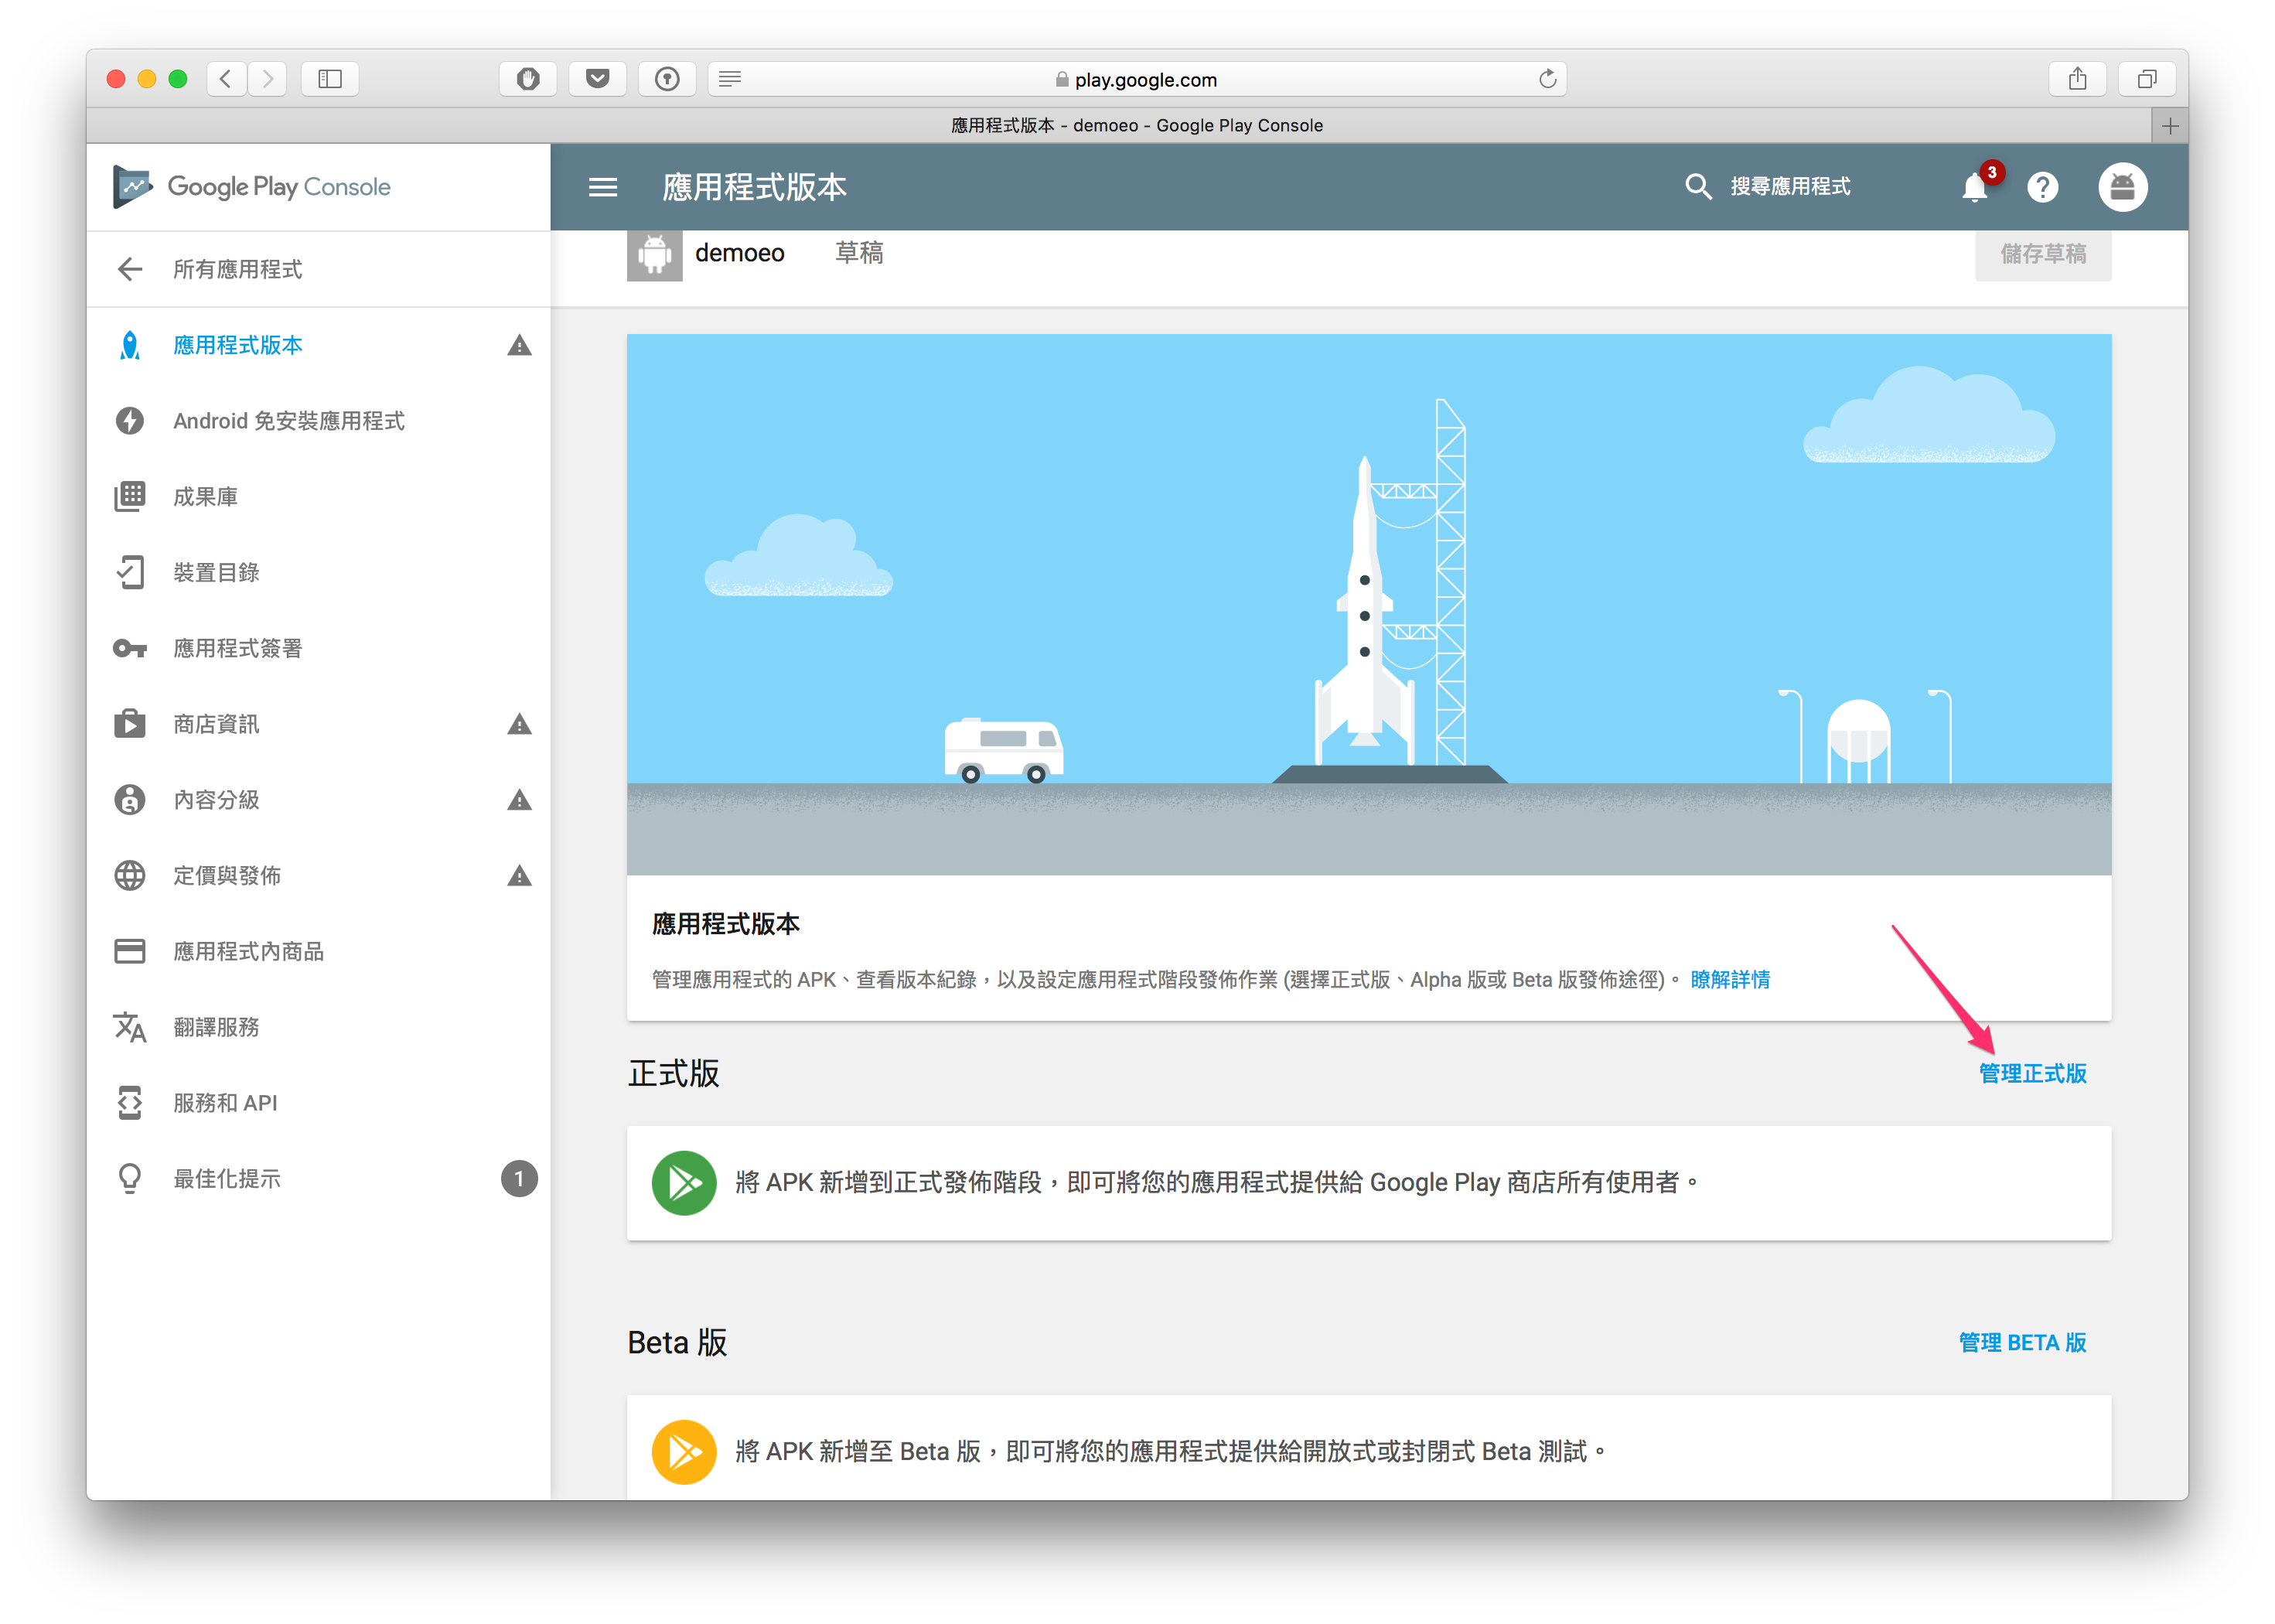 play.google.com
應用程式版本 - demoeo - Google Play Console
Google Play Console
應用程式版本
搜尋應用程式
3
所有應用程式
demoeo 草稿
儲存草稿
應用程式版本
Android 免安裝應用程式
成果庫
裝置目錄
應用程式簽署
商店資訊
內容分級
定價與發佈
應用程式內商品
翻譯服務
服務和 API
最佳化提示
1
應用程式版本
管理應用程式的 APK、查看版本紀錄，以及設定應用程式階段發佈作業 (選擇正式版、Alpha 版或 Beta 版發佈途徑)。 瞭解詳情
正式版
管理正式版
將 APK 新增到正式發佈階段，即可將您的應用程式提供給 Google Play 商店所有使用者。
Beta 版
管理 BETA 版
將 APK 新增至 Beta 版，即可將您的應用程式提供給開放式或封閉式 Beta 測試。